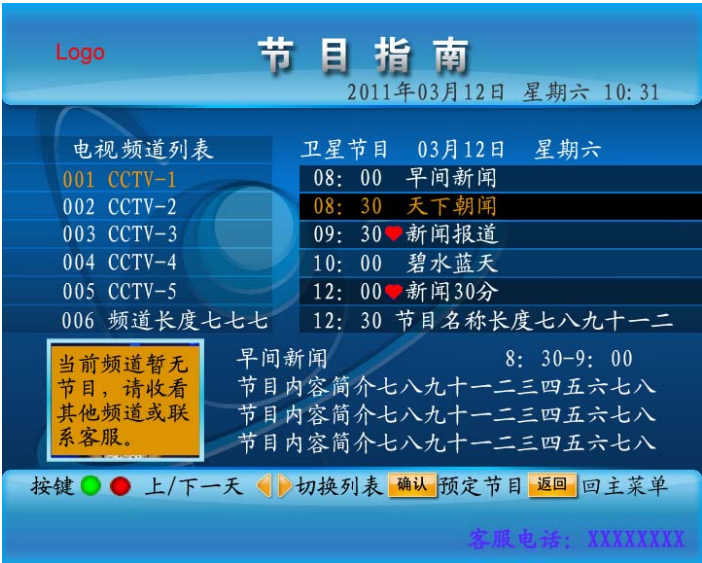 Logo
节目指南
2011年03月12日 星期六 10:31
电视频道列表
001 CCTV-1
002 CCTV-2
003 CCTV-3
004 CCTV-4
005 CCTV-5
006 频道长度七七七
卫星节目 03月12日 星期六
08: 00 早间新闻
08: 30 天下朝闻
09: 30 新闻报道
10: 00 碧水蓝天
12: 00 新闻30分
12: 30 节目名称长度七八九十一二
当前频道暂无
节目，请收看
其他频道或联
系客服。
早间新闻 8: 30-9: 00
节目内容简介七八九十一二三四五六七八
节目内容简介七八九十一二三四五六七八
节目内容简介七八九十一二三四五六七八
按键 上/下一天 切换列表 确认 预定节目 返回 回主菜单
客服电话: XXXXXXXX